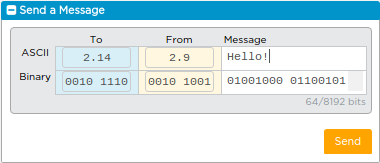 Send a Message
To From Message
ASCII 2.14 2.9 Hello!
Binary 0010 1110 0010 1001 01001000 01100101
64/8192 bits
Send